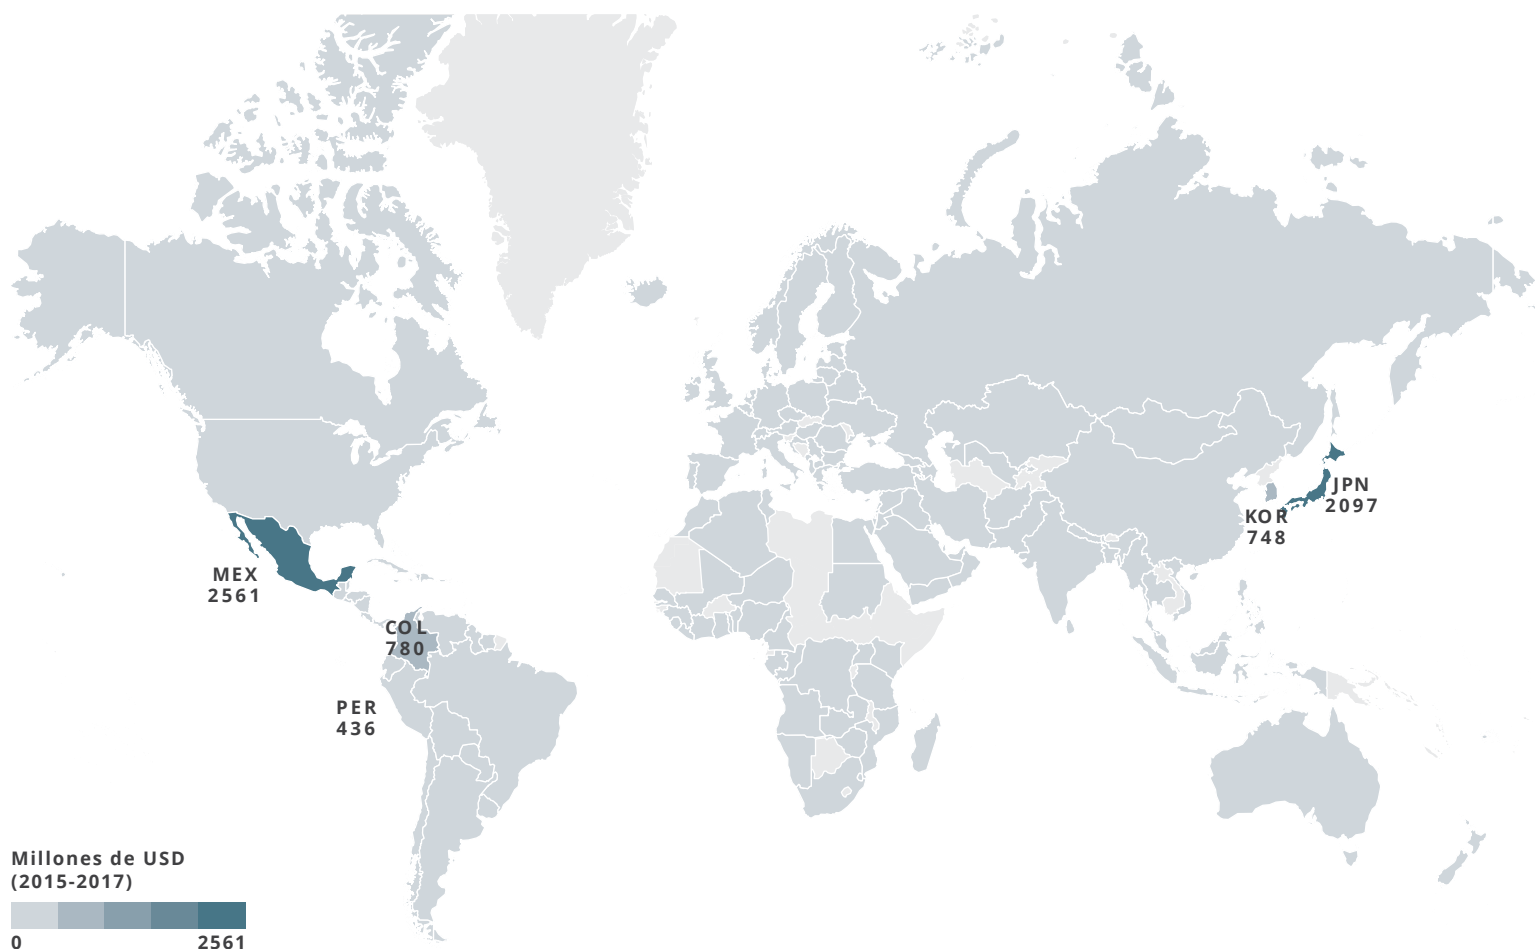 JPN
2097
KOR
748
MEX
2561
COL
780
PER
436
Millones de USD
(2015-2017)
0
2561